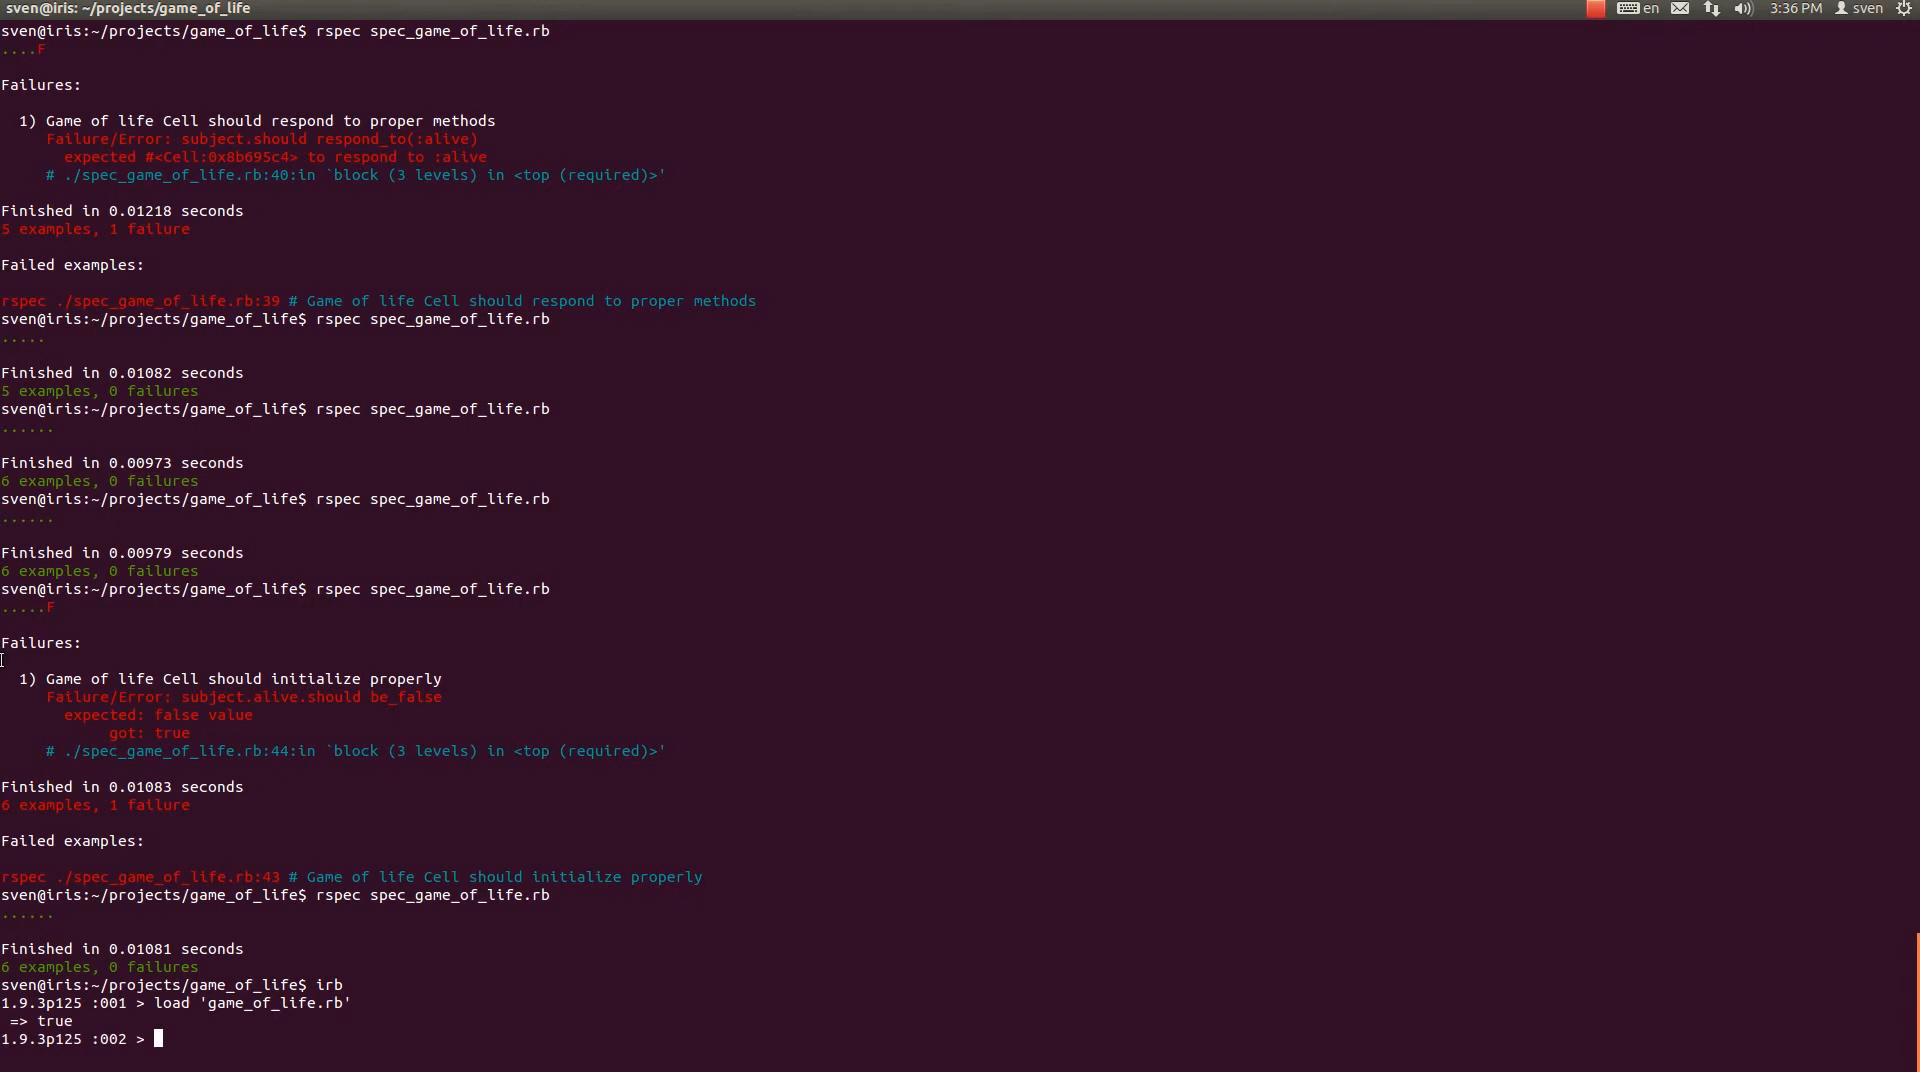 sven@iris: ~/projects/game_of_life en 3:36 PM sven
sven@iris:~/projects/game_of_life$ rspec spec_game_of_life.rb
....F
Failures:
1) Game of life Cell should respond to proper methods
Failure/Error: subject.should respond_to(:alive)
expected #<Cell:0x8b695c4> to respond to :alive
# ./spec_game_of_life.rb:40:in `block (3 levels) in <top (required)>'
Finished in 0.01218 seconds
5 examples, 1 failure
Failed examples:
rspec ./spec_game_of_life.rb:39 # Game of life Cell should respond to proper methods
sven@iris:~/projects/game_of_life$ rspec spec_game_of_life.rb
.....
Finished in 0.01082 seconds
5 examples, 0 failures
sven@iris:~/projects/game_of_life$ rspec spec_game_of_life.rb
......
Finished in 0.00973 seconds
6 examples, 0 failures
sven@iris:~/projects/game_of_life$ rspec spec_game_of_life.rb
......
Finished in 0.00979 seconds
6 examples, 0 failures
sven@iris:~/projects/game_of_life$ rspec spec_game_of_life.rb
.....F
Failures:
1) Game of life Cell should initialize properly
Failure/Error: subject.alive.should be_false
expected: false value
got: true
# ./spec_game_of_life.rb:44:in `block (3 levels) in <top (required)>'
Finished in 0.01083 seconds
6 examples, 1 failure
Failed examples:
rspec ./spec_game_of_life.rb:43 # Game of life Cell should initialize properly
sven@iris:~/projects/game_of_life$ rspec spec_game_of_life.rb
......
Finished in 0.01081 seconds
6 examples, 0 failures
sven@iris:~/projects/game_of_life$ irb
1.9.3p125 :001 > load 'game_of_life.rb'
=> true
1.9.3p125 :002 >